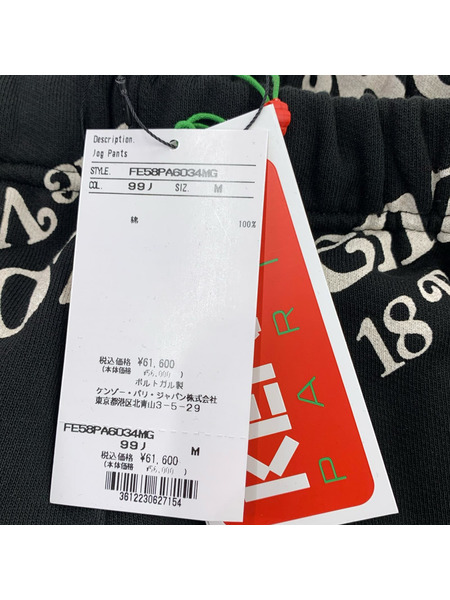 Description.
Jog Pants
STYLE. FE58PA6034MG
COL. 99J SIZ. M
綿 100%
税込価格 ¥61,600
(本体価格 ¥56,000)
ポルトガル製
ケンゾー・パリ・ジャパン株式会社
東京都港区北青山3-5-29
FE58PA6034MG
99J M
税込価格 ¥61,600
(本体価格 ¥56,000)
3612230627154
PARI
18